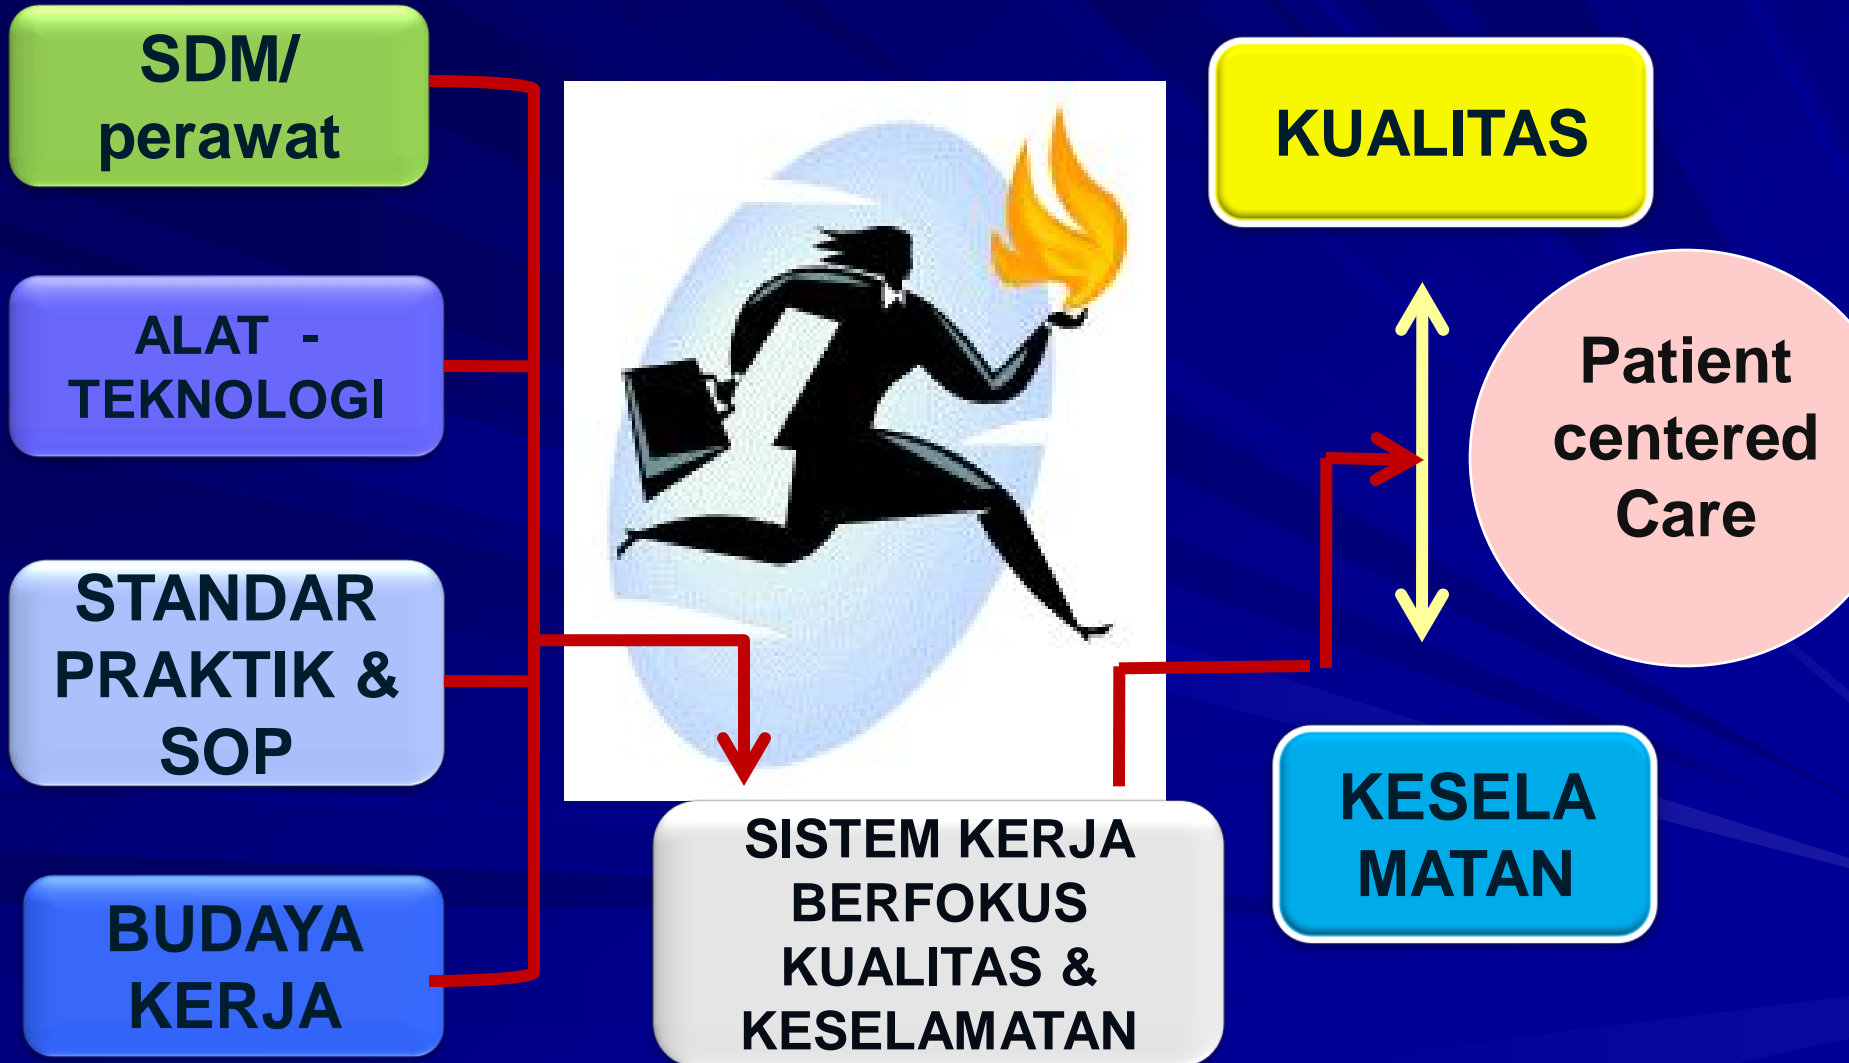 SDM/
perawat
ALAT -
TEKNOLOGI
STANDAR
PRAKTIK &
SOP
BUDAYA
KERJA
SISTEM KERJA
BERFOKUS
KUALITAS &
KESELAMATAN
KUALITAS
Patient
centered
Care
KESELA
MATAN